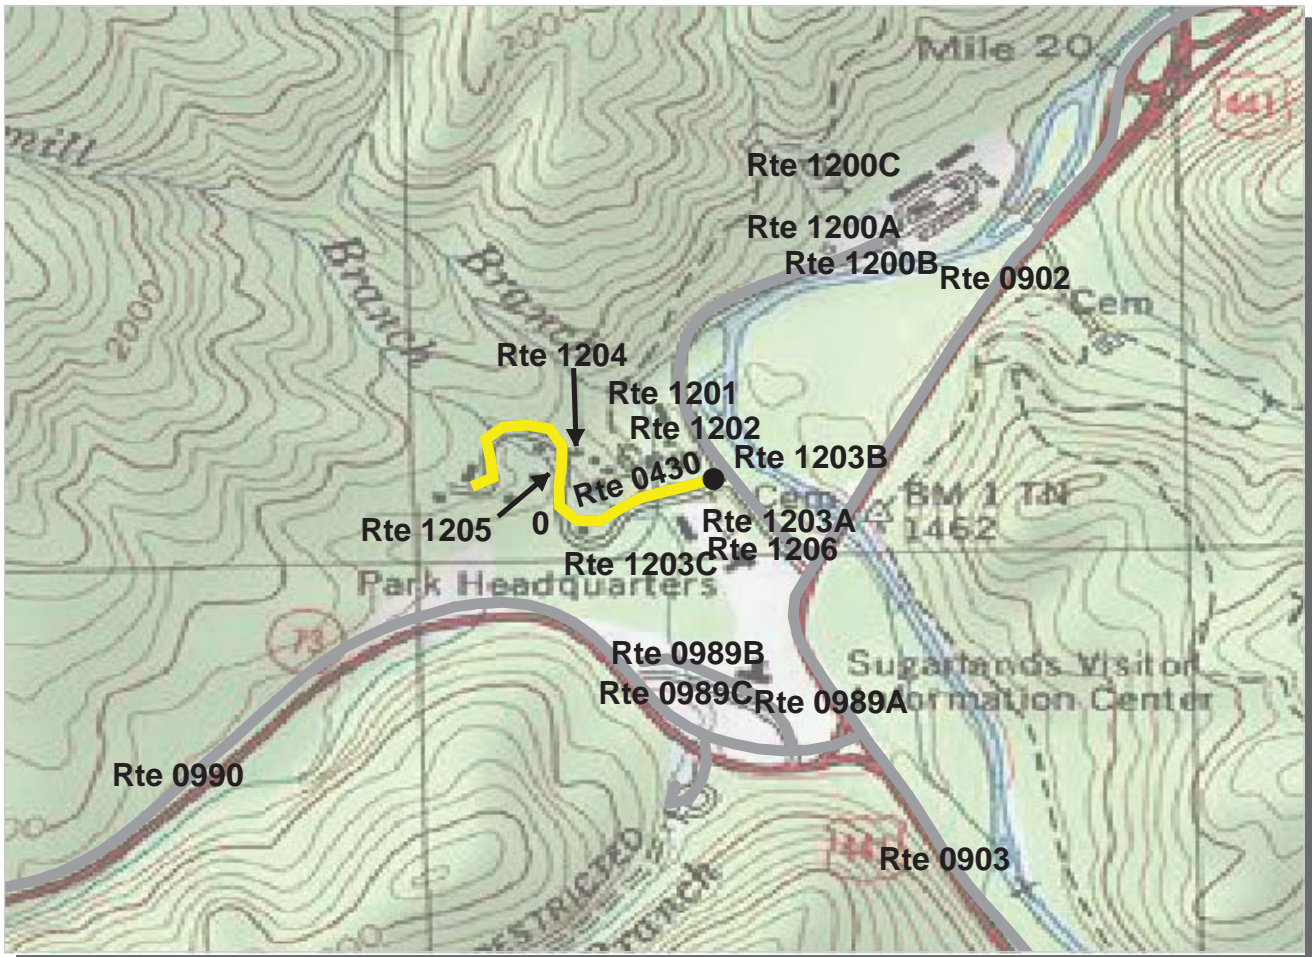 2000
Mile 20
441
mill
Rte 1200C
Rte 1200A
Rte 1200B
Rte 0902
Branch
Branch
Cem
2000
Rte 1204
Rte 1201
Rte 1202
Rte 1203B
Rte 0430
Cem
BM 1 TN
1462
Rte 1205
0
Rte 1203A
Rte 1206
Rte 1203C
Park Headquarters
73
Rte 0989B
Sugarlands Visitor
Rte 0989C
Rte 0989A
ormation Center
Rte 0990
441
Rte 0903
ESTRICTED
Branch